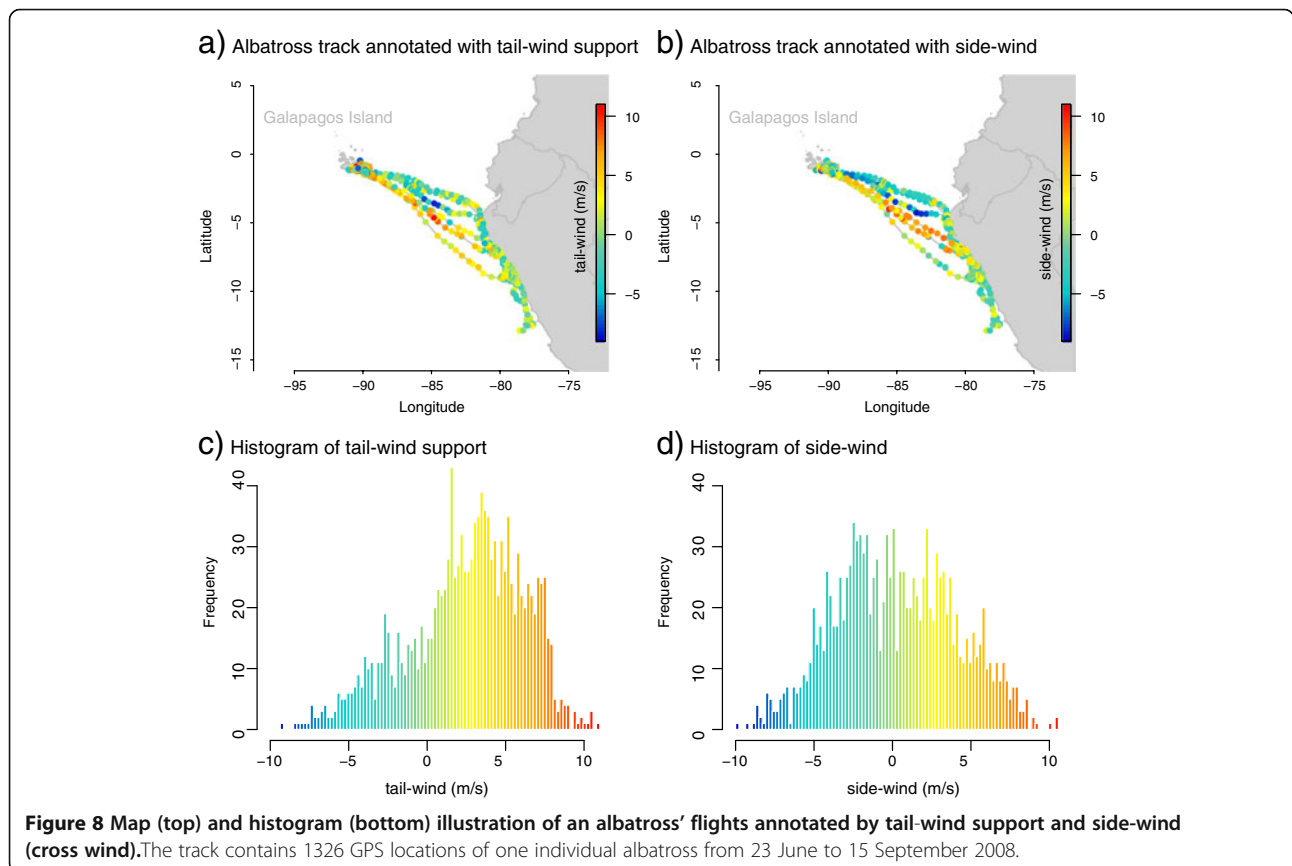 a) Albatross track annotated with tail-wind support
b) Albatross track annotated with side-wind
5
0
−5
−10
−15
Latitude
Galapagos Island
10
5
0
−5
tail-wind (m/s)
−95
−90
−85
−80
−75
Longitude
5
0
−5
−10
−15
Latitude
Galapagos Island
10
5
0
−5
side-wind (m/s)
−95
−90
−85
−80
−75
Longitude
c) Histogram of tail-wind support
40
30
20
10
0
Frequency
−10
−5
0
5
10
tail-wind (m/s)
d) Histogram of side-wind
40
30
20
10
0
Frequency
−10
−5
0
5
10
side-wind (m/s)
Figure 8 Map (top) and histogram (bottom) illustration of an albatross' flights annotated by tail-wind support and side-wind
(cross wind).The track contains 1326 GPS locations of one individual albatross from 23 June to 15 September 2008.